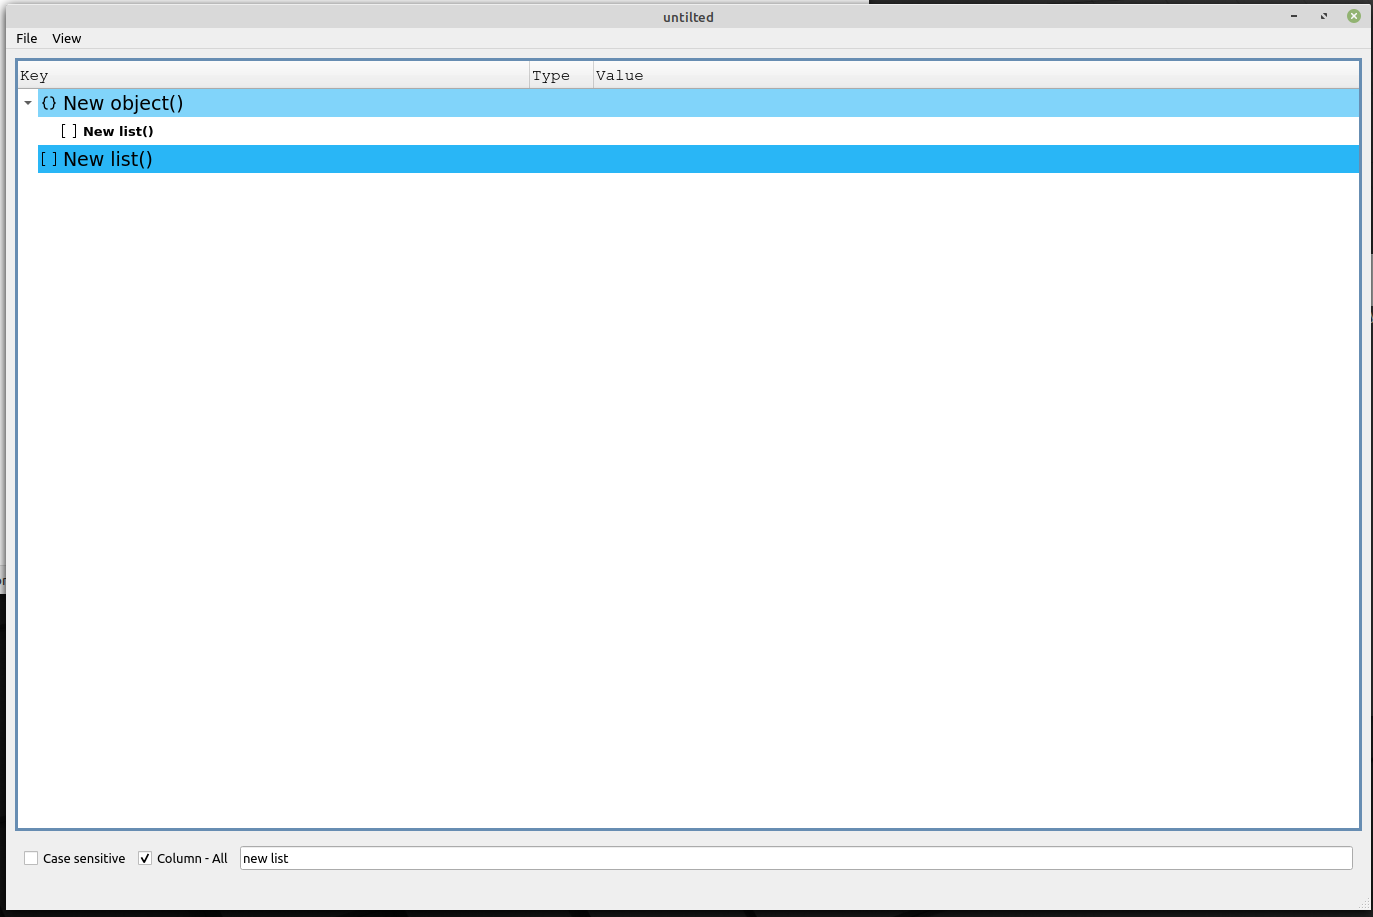 untilted
File View
Key Type Value
{} New object()
[ ] New list()
[ ] New list()
Case sensitive Column - All new list